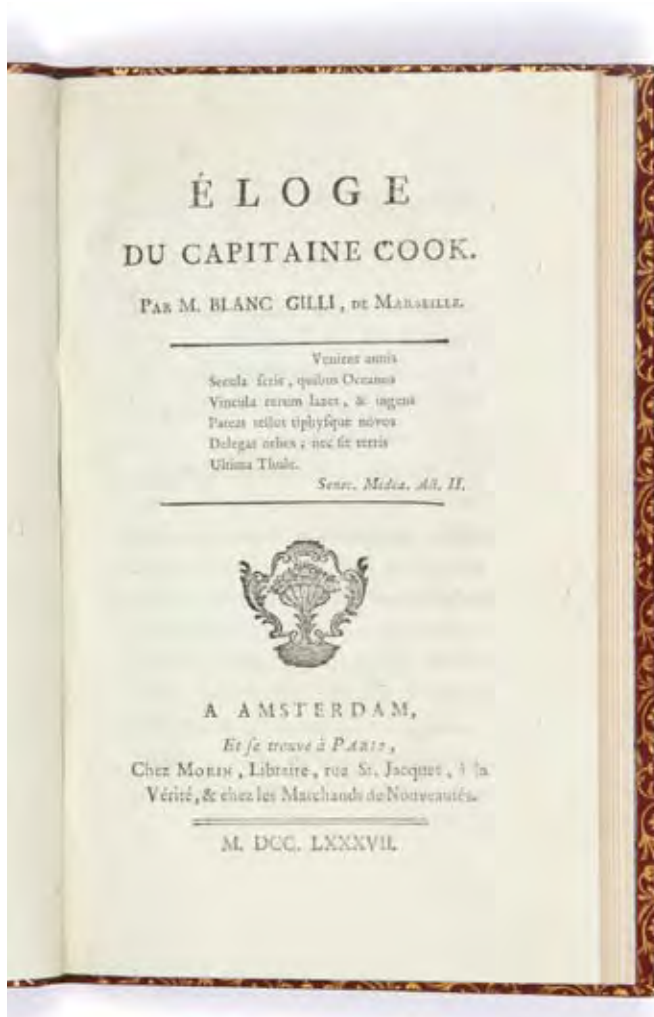 ÉLOGE
DU CAPITAINE COOK.
PAR M. BLANC GILLI, DE MARSEILLE.
Venient annis
Secula seris, quibus Oceanus
Vincula rerum laxet, & ingens
Pateat tellus tiphysque novos
Delegat orbes; nec sit terris
Ultima Thule.
Senec. Medea. Act. II.
A AMSTERDAM,
Et se trouve à PARIS,
Chez MORIN, Libraire, rue St. Jacques, à la
Vérité, & chez les Marchands de Nouveautés.
M. DCC. LXXXVII.